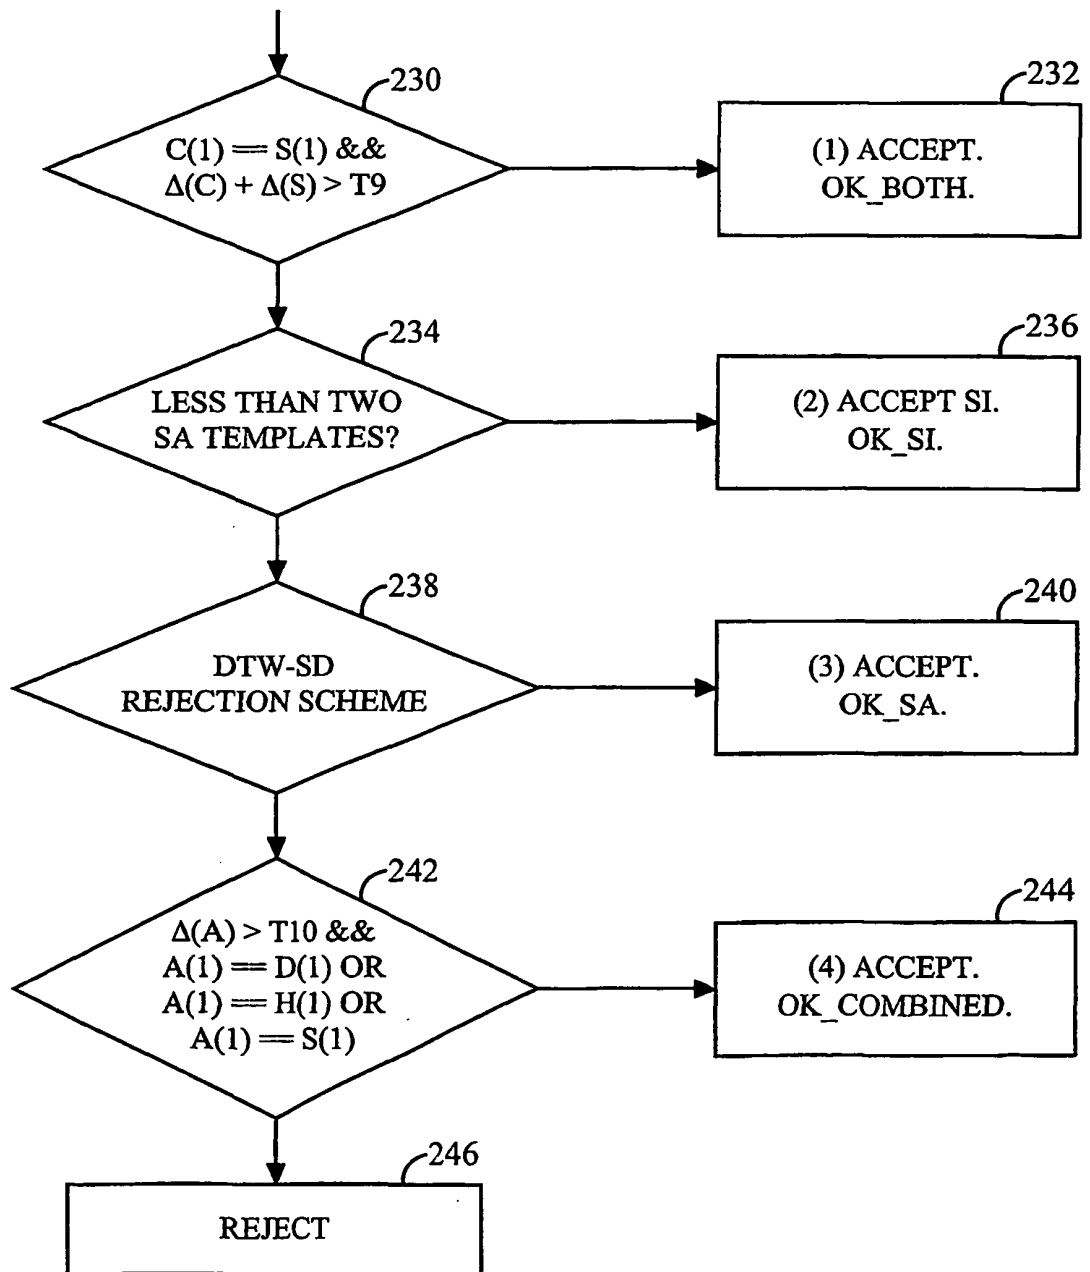 230
C(1) == S(1) &&
Δ(C) + Δ(S) > T9
232
(1) ACCEPT.
OK_BOTH.
234
LESS THAN TWO
SA TEMPLATES?
236
(2) ACCEPT SI.
OK_SI.
238
DTW-SD
REJECTION SCHEME
240
(3) ACCEPT.
OK_SA.
242
Δ(A) > T10 &&
A(1) == D(1) OR
A(1) == H(1) OR
A(1) == S(1)
244
(4) ACCEPT.
OK_COMBINED.
246
REJECT